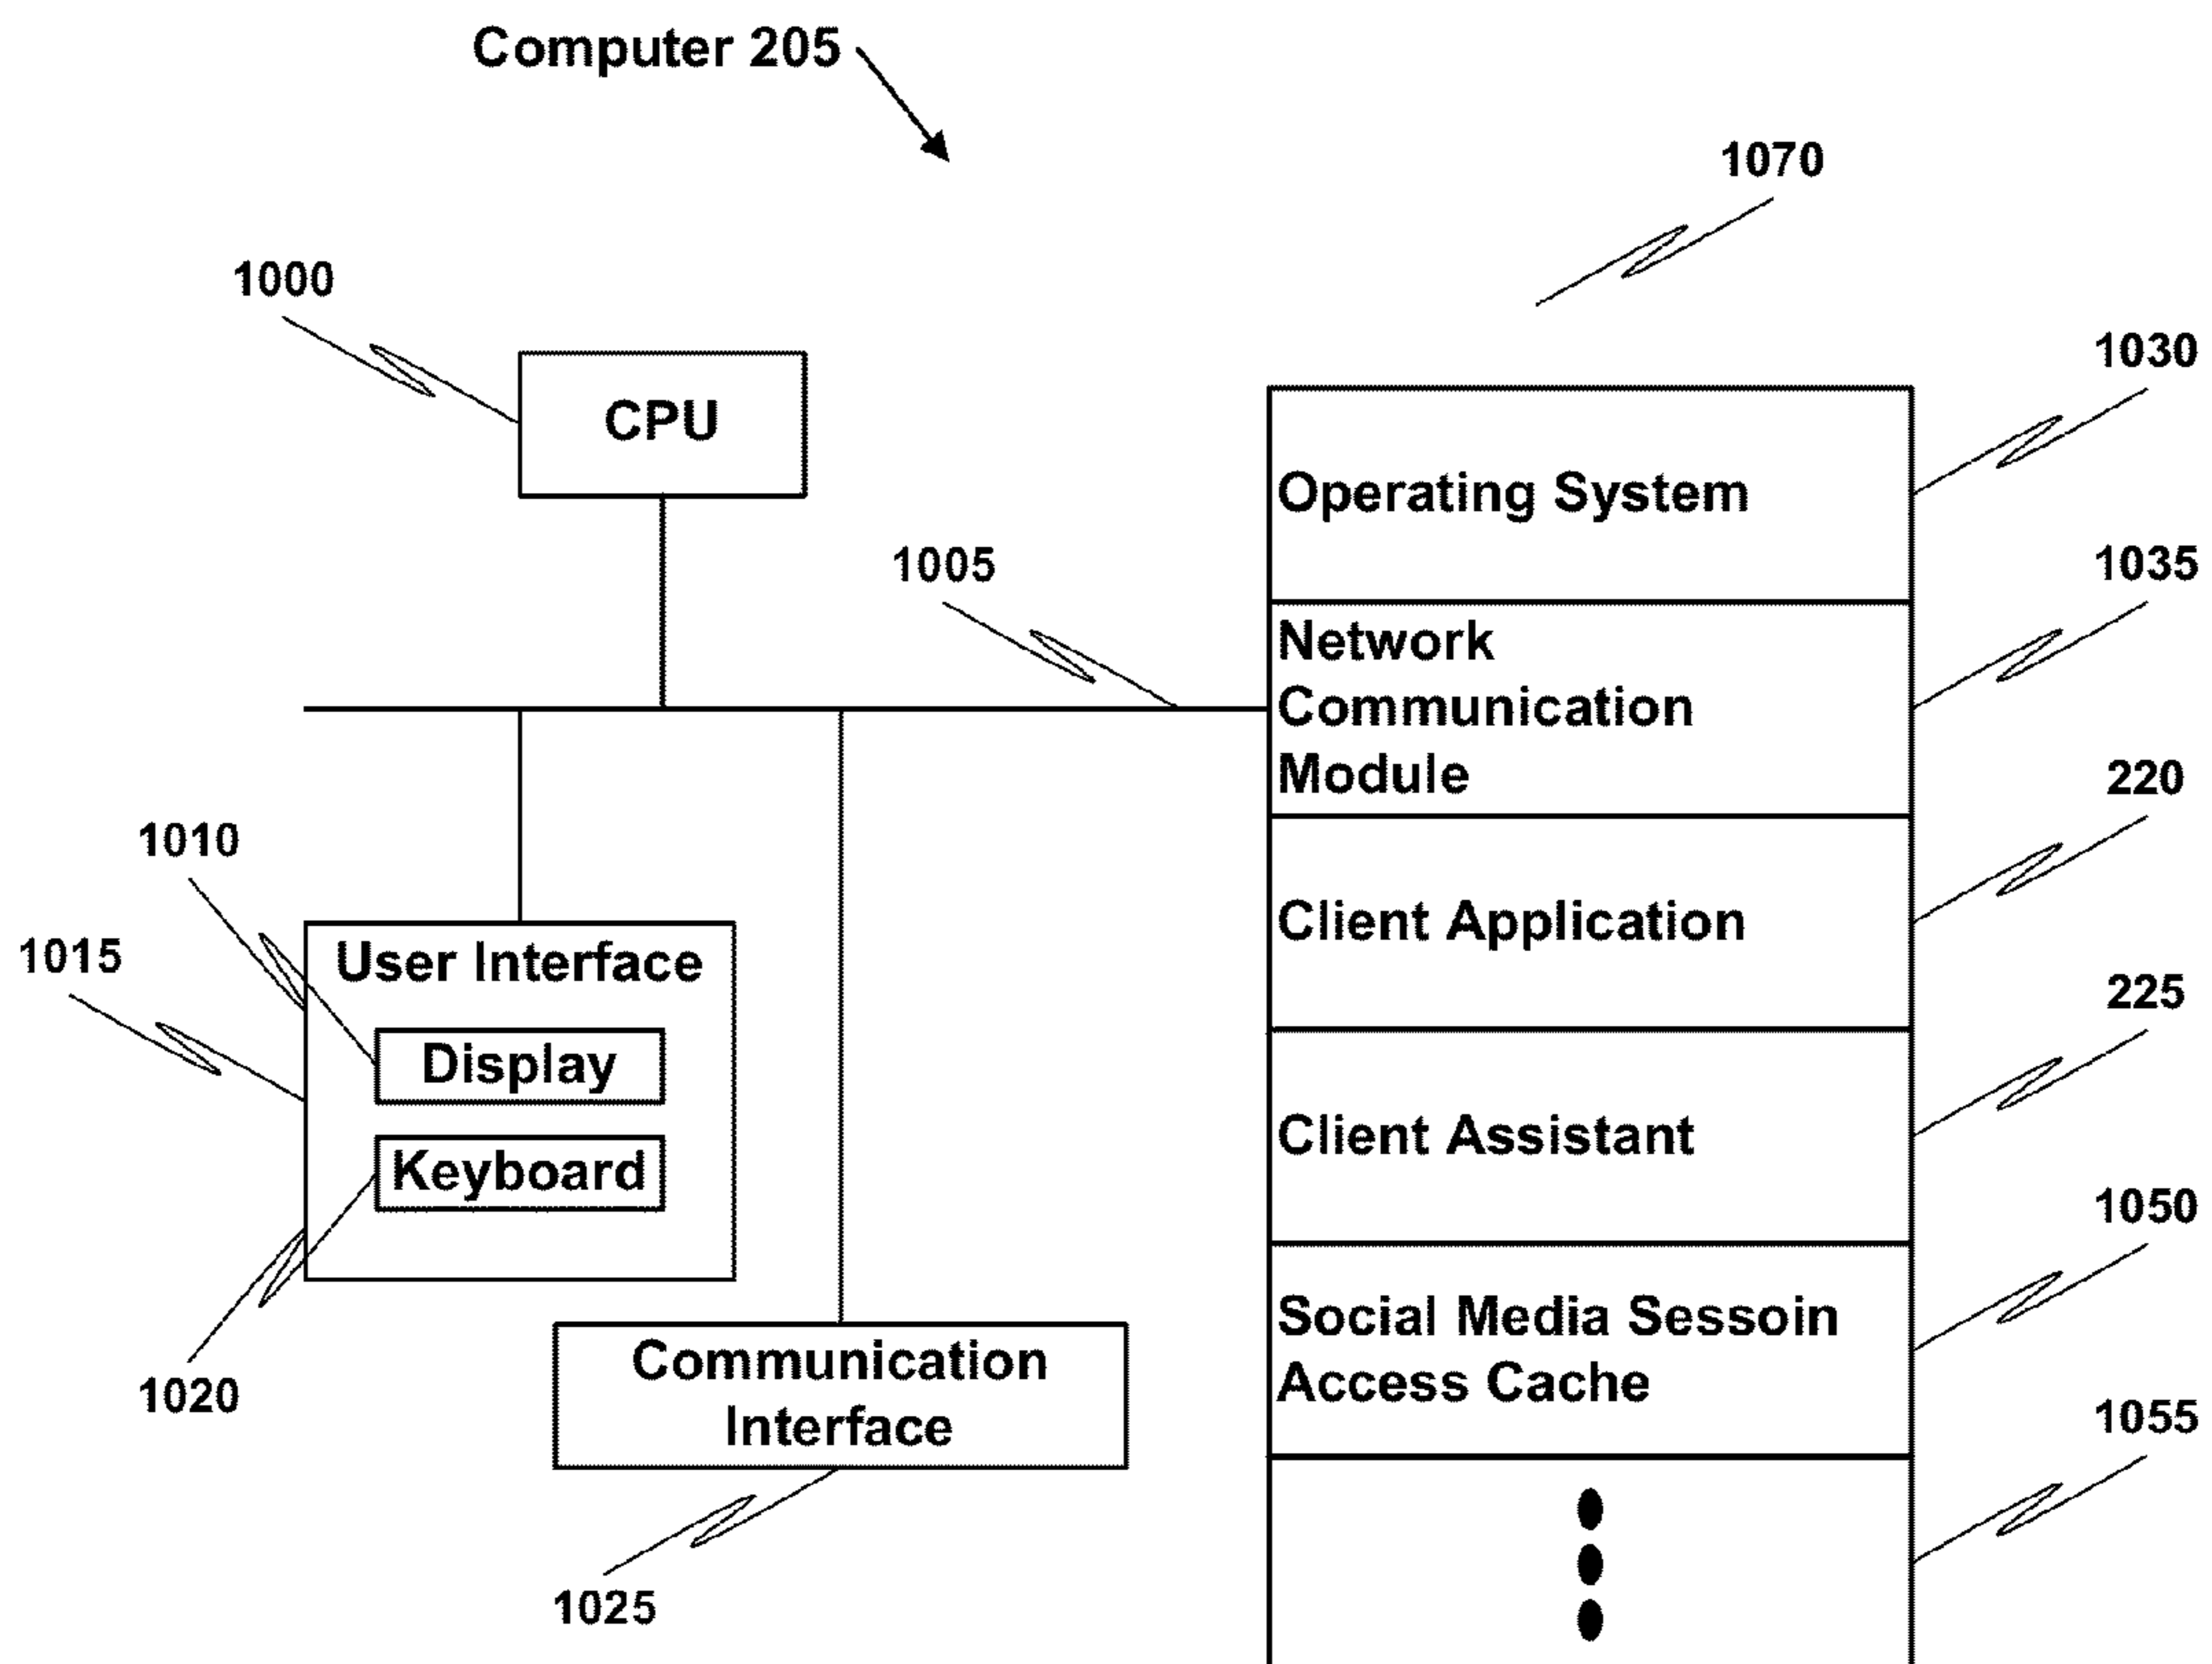 Computer 205
1070
1000
1030
CPU
Operating System
1005
1035
Network
Communication
Module
220
1010
Client Application
1015
User Interface
225
Display
Client Assistant
Keyboard
1050
Social Media Sessoin
Access Cache
1020
Communication
Interface
1055
1025